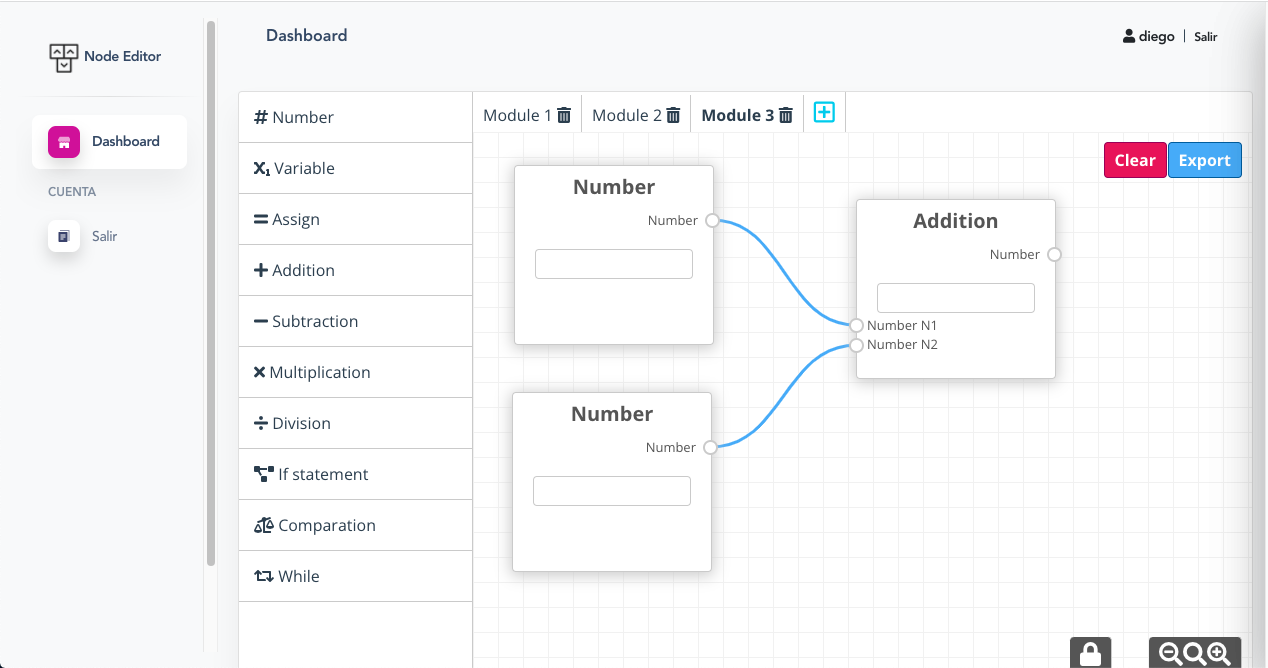 Node Editor
Dashboard
CUENTA
Salir
Dashboard
diego | Salir
# Number
X₁ Variable
= Assign
+ Addition
− Subtraction
× Multiplication
÷ Division
If statement
Comparation
While
Module 1
Module 2
Module 3
Clear
Export
Number
Number
Number
Number
Addition
Number
Number N1
Number N2